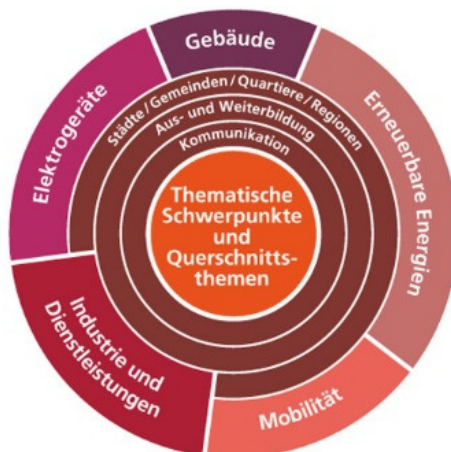 Gebäude
Erneuerbare Energien
Mobilität
Industrie und
Dienstleistungen
Elektrogeräte
Städte/Gemeinden/Quartiere/Regionen
Aus- und Weiterbildung
Kommunikation
Thematische
Schwerpunkte
und
Querschnitts-
themen